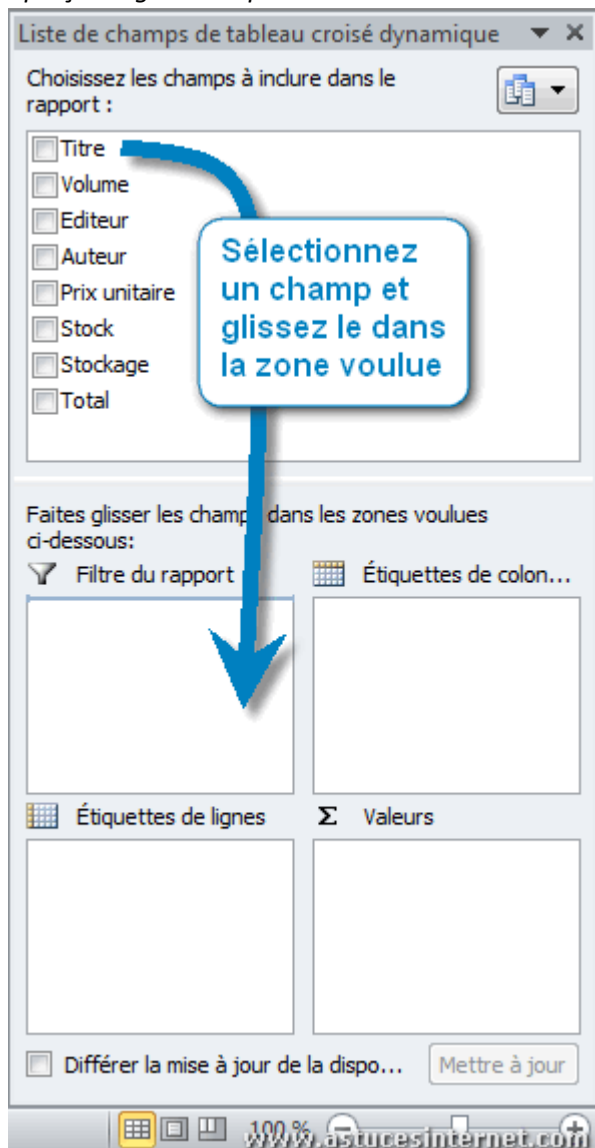 Liste de champs de tableau croisé dynamique
Choisissez les champs à inclure dans le
rapport :
Titre
Volume
Editeur
Auteur
Prix unitaire
Stock
Stockage
Total
Sélectionnez
un champ et
glissez le dans
la zone voulue
Faites glisser les champs dans les zones voulues
ci-dessous:
Filtre du rapport
Étiquettes de colon...
Étiquettes de lignes
Σ Valeurs
Différer la mise à jour de la dispo...
Mettre à jour
100 %
www.astucesinternet.com